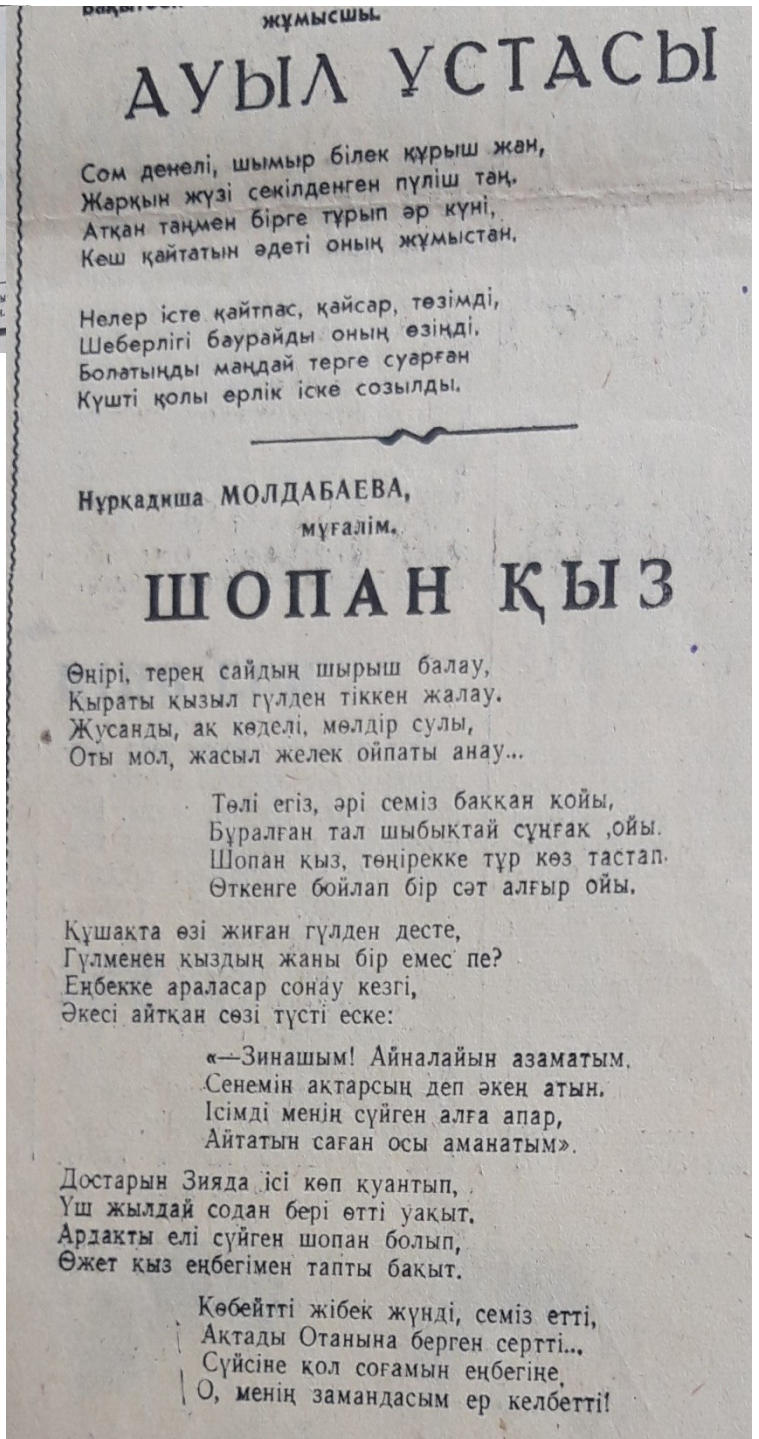 жұмысшы.
АУЫЛ ҰСТАСЫ
Сом денелі, шымыр білек құрыш жан,
Жарқын жүзі секілденген пүліш таң.
Атқан таңмен бірге тұрып әр күні,
Кеш қайтатын әдеті оның жұмыстан.
Нелер істе қайтпас, қайсар, төзімді,
Шеберлігі баурайды оның өзіңді.
Болатыңды маңдай терге суарған
Күшті қолы ерлік іске созылды.
Нұрқадиша МОЛДАБАЕВА,
мұғалім.
ШОПАН ҚЫЗ
Өңірі, терең сайдың шырыш балау,
Қыраты қызыл гүлден тіккен жалау.
Жусанды, ақ көделі, мөлдір сулы,
Оты мол, жасыл желек ойпаты анау...
Төлі егіз, әрі семіз баққан қойы,
Бұралған тал шыбықтай сұңғақ ,ойы.
Шопан қыз, төңірекке тұр көз тастап.
Өткенге бойлап бір сәт алғыр ойы.
Құшақта өзі жиған гүлден десте,
Гүлменен қыздың жаны бір емес пе?
Еңбекке араласар сонау кезгі,
Әкесі айтқан сөзі түсті еске:
«—Зинашым! Айналайын азаматым.
Сенемін ақтарсың деп әкең атын.
Ісімді менің сүйген алға апар,
Айтатын саған осы аманатым».
Достарын Зияда ісі көп қуантып,
Үш жылдай содан бері өтті уақыт.
Ардақты елі сүйген шопан болып,
Өжет қыз еңбегімен тапты бақыт.
Көбейтті жібек жүнді, семіз етті,
Ақтады Отанына берген сертті...
Сүйсіне қол соғамын еңбегіңе,
О, менің замандасым ер келбетті!